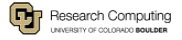 Research Computing
UNIVERSITY OF COLORADO BOULDER